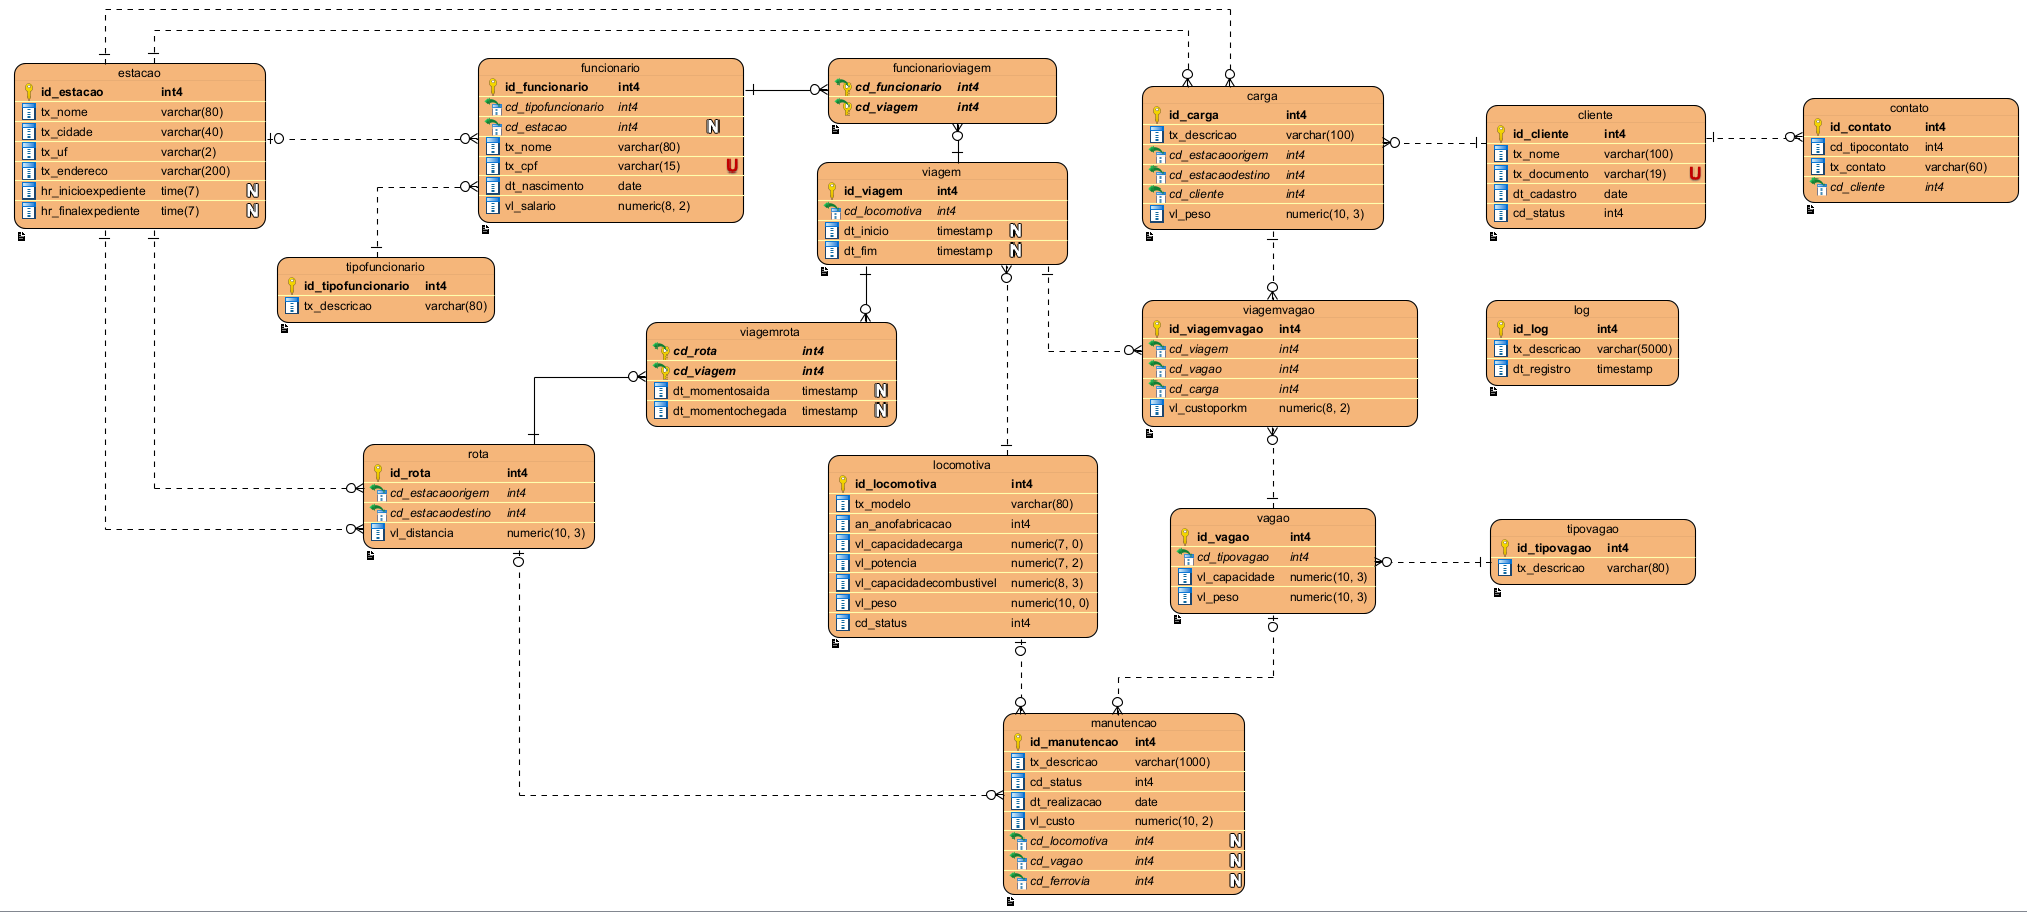 estacao
id_estacao int4
tx_nome varchar(80)
tx_cidade varchar(40)
tx_uf varchar(2)
tx_endereco varchar(200)
hr_inicioexpediente time(7) N
hr_finalexpediente time(7) N
funcionario
id_funcionario int4
cd_tipofuncionario int4
cd_estacao int4 N
tx_nome varchar(80)
tx_cpf varchar(15) U
dt_nascimento date
vl_salario numeric(8, 2)
funcionarioviagem
cd_funcionario int4
cd_viagem int4
carga
id_carga int4
tx_descricao varchar(100)
cd_estacaoorigem int4
cd_estacaodestino int4
cd_cliente int4
vl_peso numeric(10, 3)
cliente
id_cliente int4
tx_nome varchar(100)
tx_documento varchar(19) U
dt_cadastro date
cd_status int4
contato
id_contato int4
cd_tipocontato int4
tx_contato varchar(60)
cd_cliente int4
viagem
id_viagem int4
cd_locomotiva int4
dt_inicio timestamp N
dt_fim timestamp N
tipofuncionario
id_tipofuncionario int4
tx_descricao varchar(80)
viagemrota
cd_rota int4
cd_viagem int4
dt_momentosaida timestamp N
dt_momentochegada timestamp N
viagemvagao
id_viagemvagao int4
cd_viagem int4
cd_vagao int4
cd_carga int4
vl_custoporkm numeric(8, 2)
log
id_log int4
tx_descricao varchar(5000)
dt_registro timestamp
rota
id_rota int4
cd_estacaoorigem int4
cd_estacaodestino int4
vl_distancia numeric(10, 3)
locomotiva
id_locomotiva int4
tx_modelo varchar(80)
an_anofabricacao int4
vl_capacidadecarga numeric(7, 0)
vl_potencia numeric(7, 2)
vl_capacidadecombustivel numeric(8, 3)
vl_peso numeric(10, 0)
cd_status int4
vagao
id_vagao int4
cd_tipovagao int4
vl_capacidade numeric(10, 3)
vl_peso numeric(10, 3)
tipovagao
id_tipovagao int4
tx_descricao varchar(80)
manutencao
id_manutencao int4
tx_descricao varchar(1000)
cd_status int4
dt_realizacao date
vl_custo numeric(10, 2)
cd_locomotiva int4 N
cd_vagao int4 N
cd_ferrovia int4 N